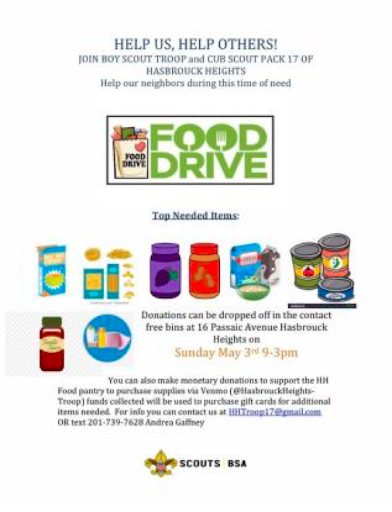 HELP US, HELP OTHERS!
JOIN BOY SCOUT TROOP and CUB SCOUT PACK 17 OF
HASBROUCK HEIGHTS
Help our neighbors during this time of need
FOOD
DRIVE
FOOD
DRIVE
Top Needed Items:
Donations can be dropped off in the contact
free bins at 16 Passaic Avenue Hasbrouck
Heights on
Sunday May 3rd 9-3pm
You can also make monetary donations to support the HH
Food pantry to purchase supplies via Venmo (@HasbrouckHeights-
Troop) funds collected will be used to purchase gift cards for additional
items needed. For info you can contact us at HHTroop17@gmail.com
OR text 201-739-7628 Andrea Gaffney
SCOUTS BSA